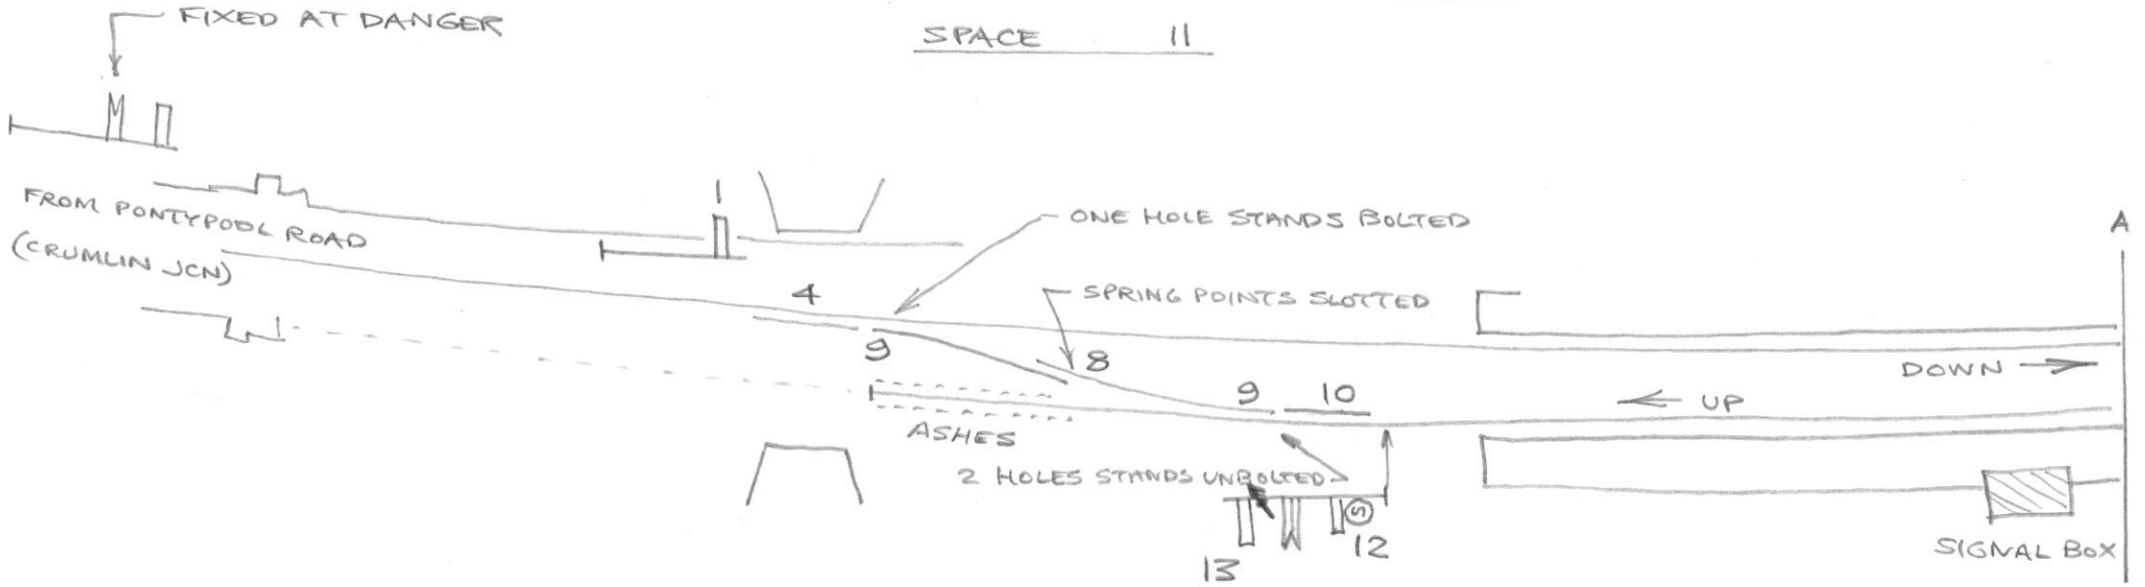 FIXED AT DANGER
SPACE 11
1
FROM PONTYPOOL ROAD
(CRUMLIN JCN)
ONE HOLE STANDS BOLTED
A
4
SPRING POINTS SLOTTED
9
8
DOWN
9 10
UP
ASHES
2 HOLES STANDS UNBOLTED
S
12
13
SIGNAL BOX